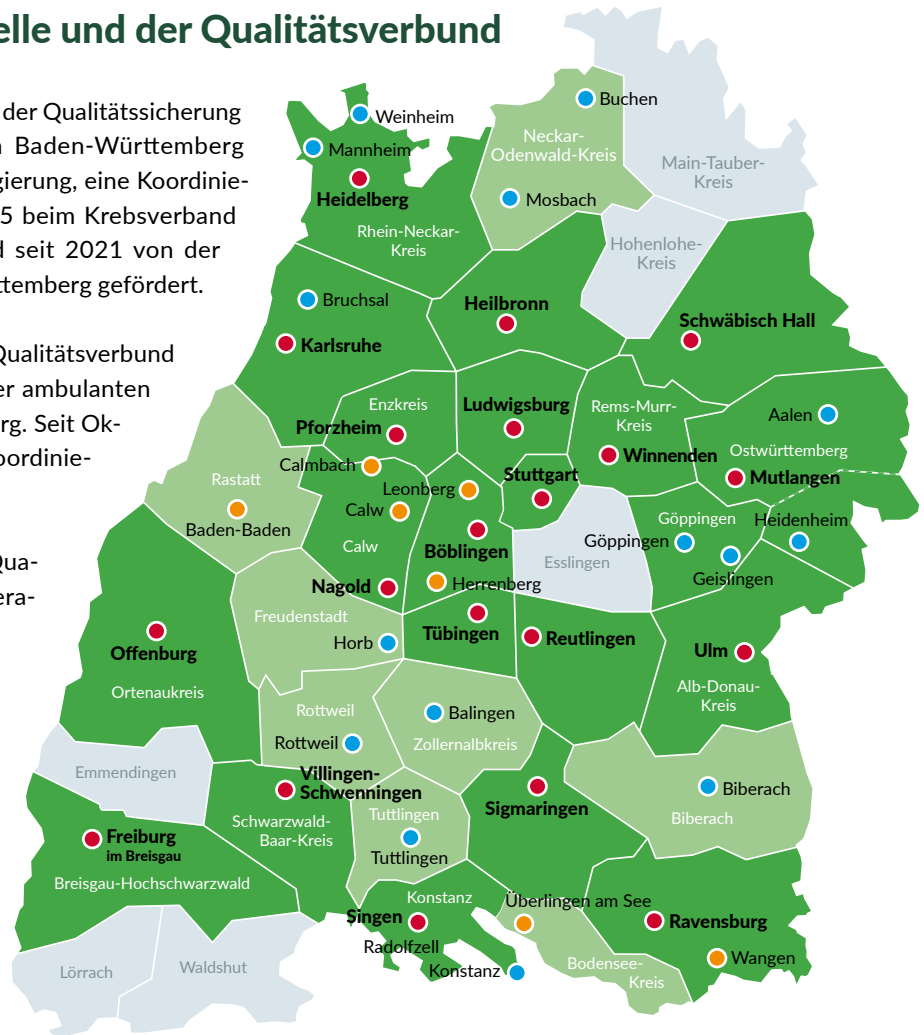 elle und der Qualitätsverbund
der Qualitätssicherung
Baden-Württemberg
gierung, eine Koordinie-
5 beim Krebsverband
d seit 2021 von der
ttemberg gefördert.
Qualitätsverbund
er ambulanten
rg. Seit Ok-
oordinie-
Qua-
era-
Buchen
Weinheim
Neckar-
Odenwald-Kreis
Mannheim
Main-Tauber-
Kreis
Heidelberg
Mosbach
Rhein-Neckar-
Kreis
Hohenlohe-
Kreis
Bruchsal
Heilbronn
Schwäbisch Hall
Karlsruhe
Enzkreis
Ludwigsburg
Rems-Murr-
Kreis
Aalen
Pforzheim
Ostwürttemberg
Calmbach
Winnenden
Rastatt
Stuttgart
Mutlangen
Leonberg
Calw
Göppingen
Heidenheim
Baden-Baden
Göppingen
Calw
Böblingen
Esslingen
Geislingen
Nagold
Herrenberg
Freudenstadt
Tübingen
Reutlingen
Horb
Offenburg
Ulm
Ortenaukreis
Alb-Donau-
Kreis
Rottweil
Balingen
Rottweil
Zollernalbkreis
Emmendingen
Villingen-
Schwenningen
Biberach
Sigmaringen
Biberach
Schwarzwald-
Baar-Kreis
Tuttlingen
Freiburg
im Breisgau
Tuttlingen
Breisgau-Hochschwarzwald
Konstanz
Überlingen am See
Singen
Ravensburg
Radolfzell
Lörrach
Waldshut
Konstanz
Bodensee-
Kreis
Wangen